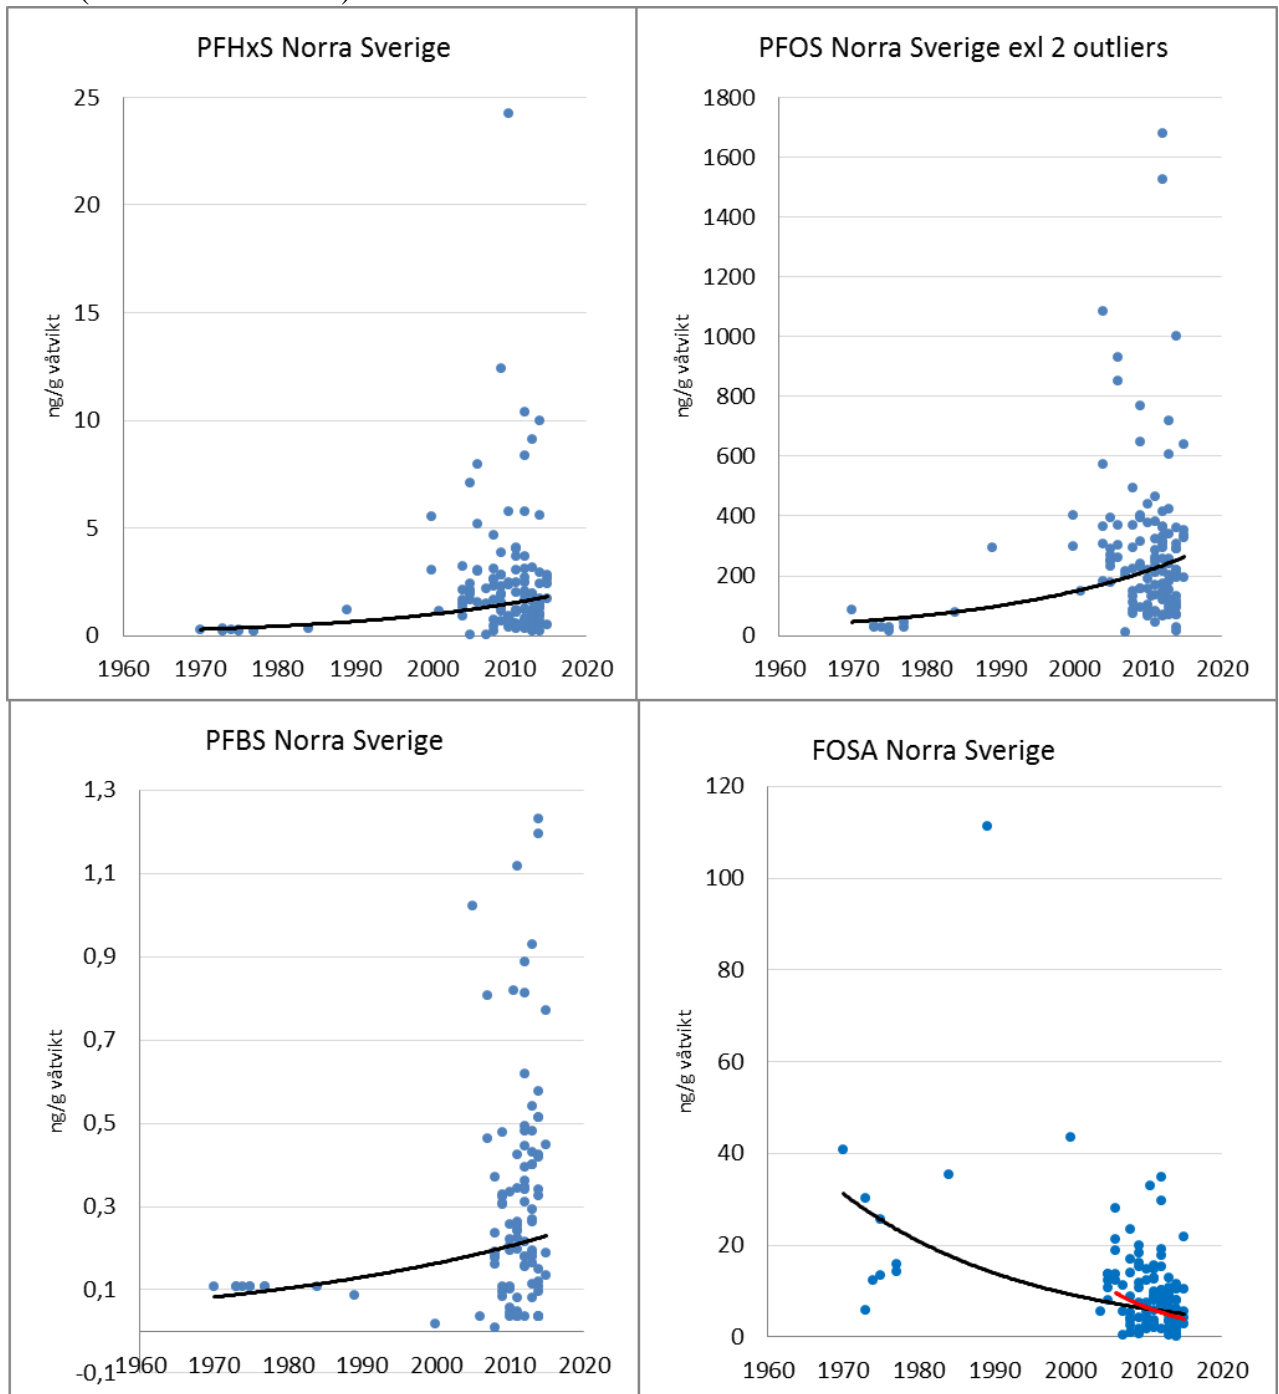 PFHxS Norra Sverige
25
20
15
10
5
0
ng/g våtvikt
1960 1970 1980 1990 2000 2010 2020
PFOS Norra Sverige exl 2 outliers
1800
1600
1400
1200
1000
800
600
400
200
0
ng/g våtvikt
1960 1970 1980 1990 2000 2010 2020
PFBS Norra Sverige
1,3
1,1
0,9
0,7
0,5
0,3
0,1
-0,1
ng/g våtvikt
1960 1970 1980 1990 2000 2010 2020
FOSA Norra Sverige
120
100
80
60
40
20
0
ng/g våtvikt
1960 1970 1980 1990 2000 2010 2020